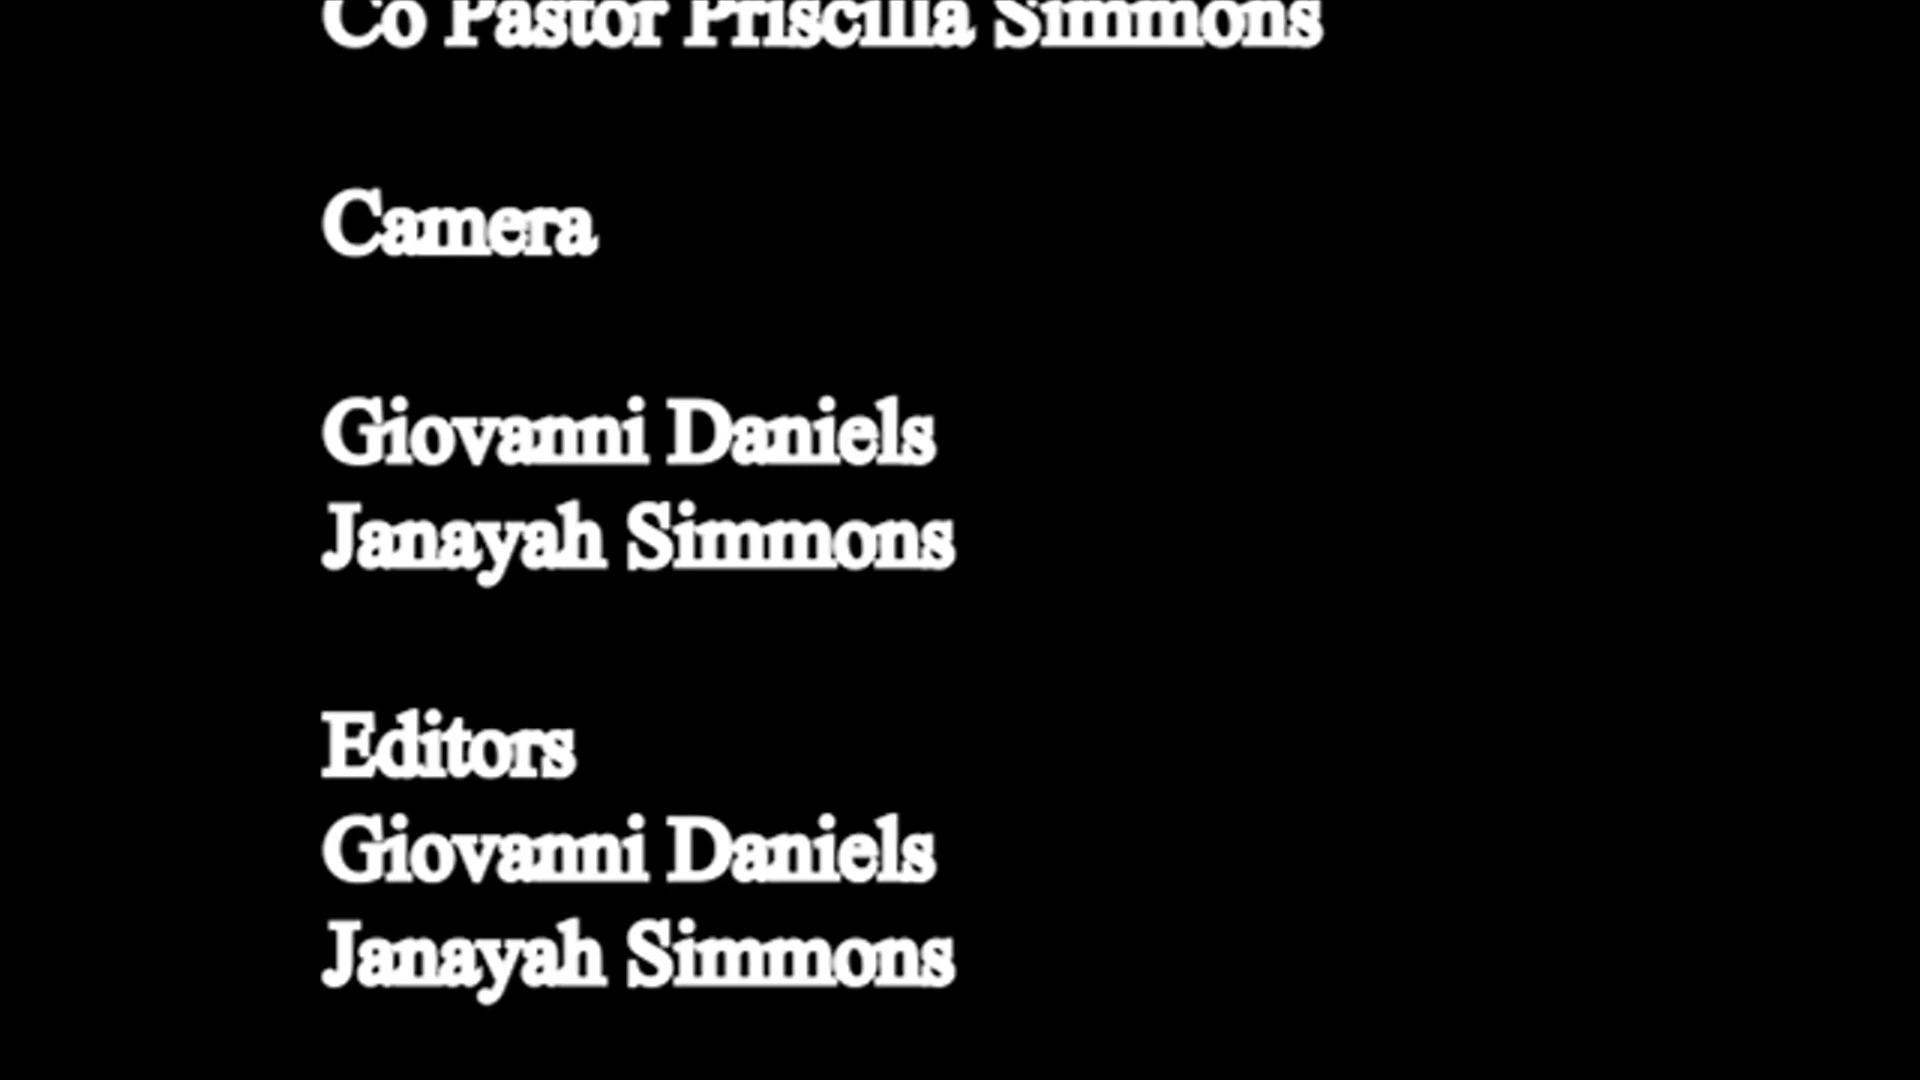 Co Pastor Priscilla Simmons
Camera
Giovanni Daniels
Janayah Simmons
Editors
Giovanni Daniels
Janayah Simmons